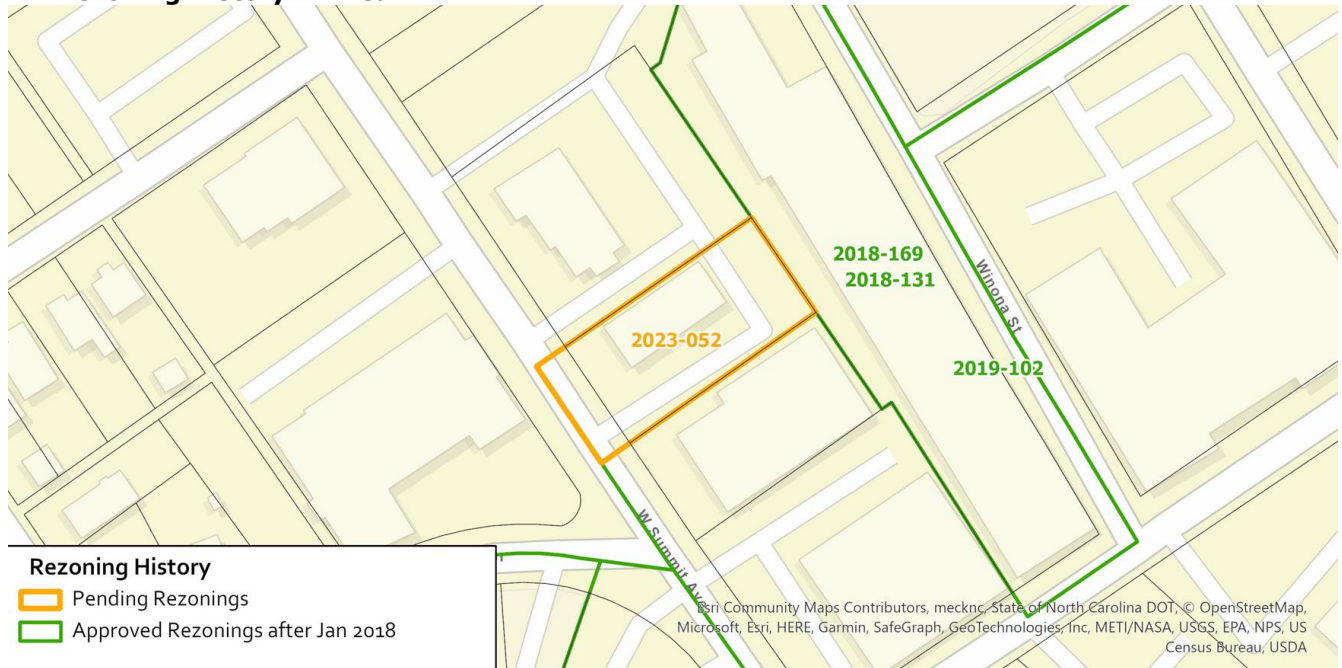 2018-169
2018-131
2023-052
2019-102
Winona St
W Summit Ave
Rezoning History
Pending Rezonings
Approved Rezonings after Jan 2018
Esri Community Maps Contributors, mecknc, State of North Carolina DOT, © OpenStreetMap,
Microsoft, Esri, HERE, Garmin, SafeGraph, GeoTechnologies, Inc, METI/NASA, USGS, EPA, NPS, US
Census Bureau, USDA